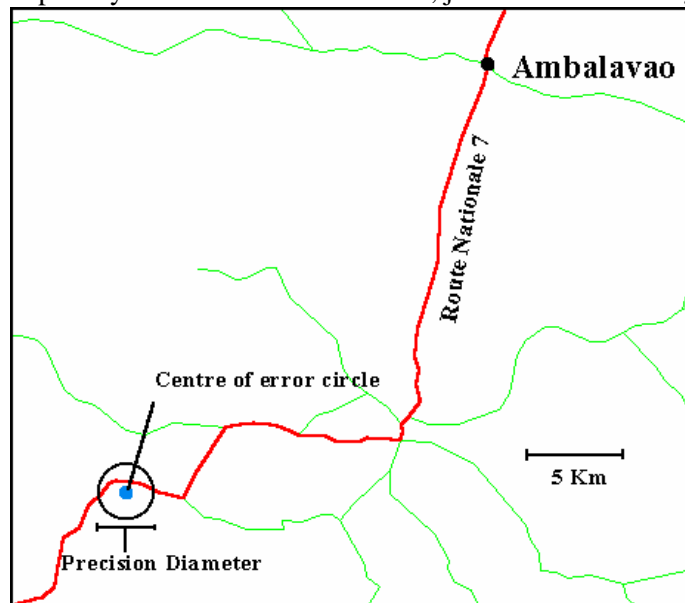 Ambalavao
Route Nationale 7
Centre of error circle
5 Km
Precision Diameter